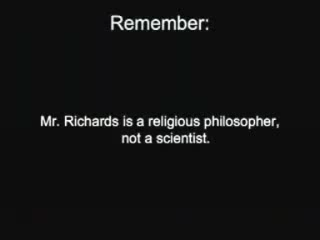 Remember:
Mr. Richards is a religious philosopher,
not a scientist.